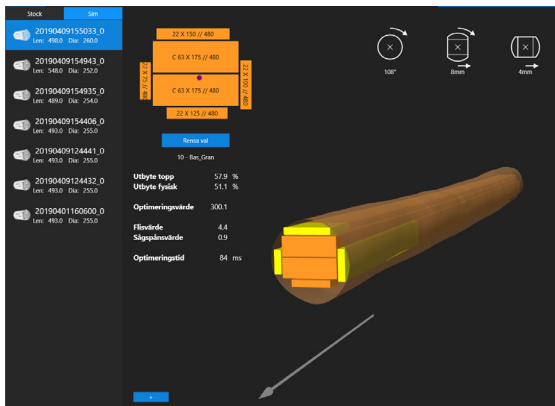 Stock Sim
20190409155033_0
Len: 498.0 Dia: 260.0
20190409154943_0
Len: 548.0 Dia: 252.0
20190409154935_0
Len: 489.0 Dia: 254.0
20190409154406_0
Len: 493.0 Dia: 255.0
20190409124441_0
Len: 493.0 Dia: 255.0
20190409124432_0
Len: 493.0 Dia: 255.0
20190401160600_0
Len: 493.0 Dia: 255.0
22 X 150 // 480
C 63 X 175 // 480
22 X 75 // 480
22 X 100 // 480
C 63 X 175 // 480
22 X 125 // 480
Rensa val
10 - Bas_Gran
Utbyte topp 57.9 %
Utbyte fysisk 51.1 %
Optimeringsvärde 300.1
Flisvärde 4.4
Sågspånsvärde 0.9
Optimeringstid 84 ms
108°
8mm
4mm
+